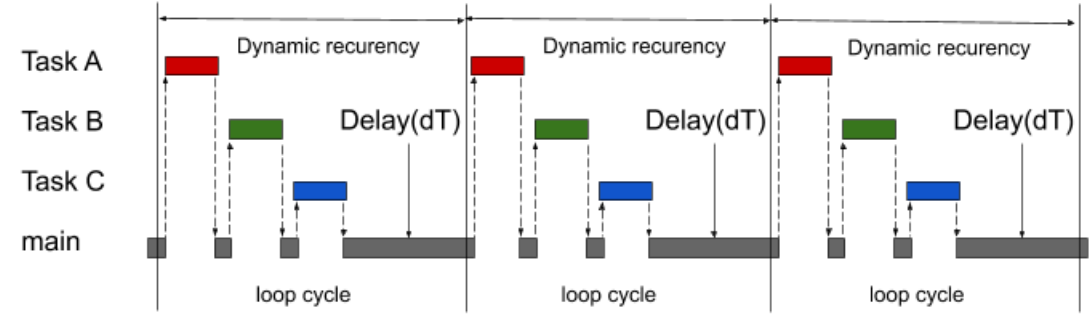 Dynamic recurency
Dynamic recurency
Dynamic recurency
Task A
Task B
Delay(dT)
Delay(dT)
Delay(dT)
Task C
main
loop cycle
loop cycle
loop cycle